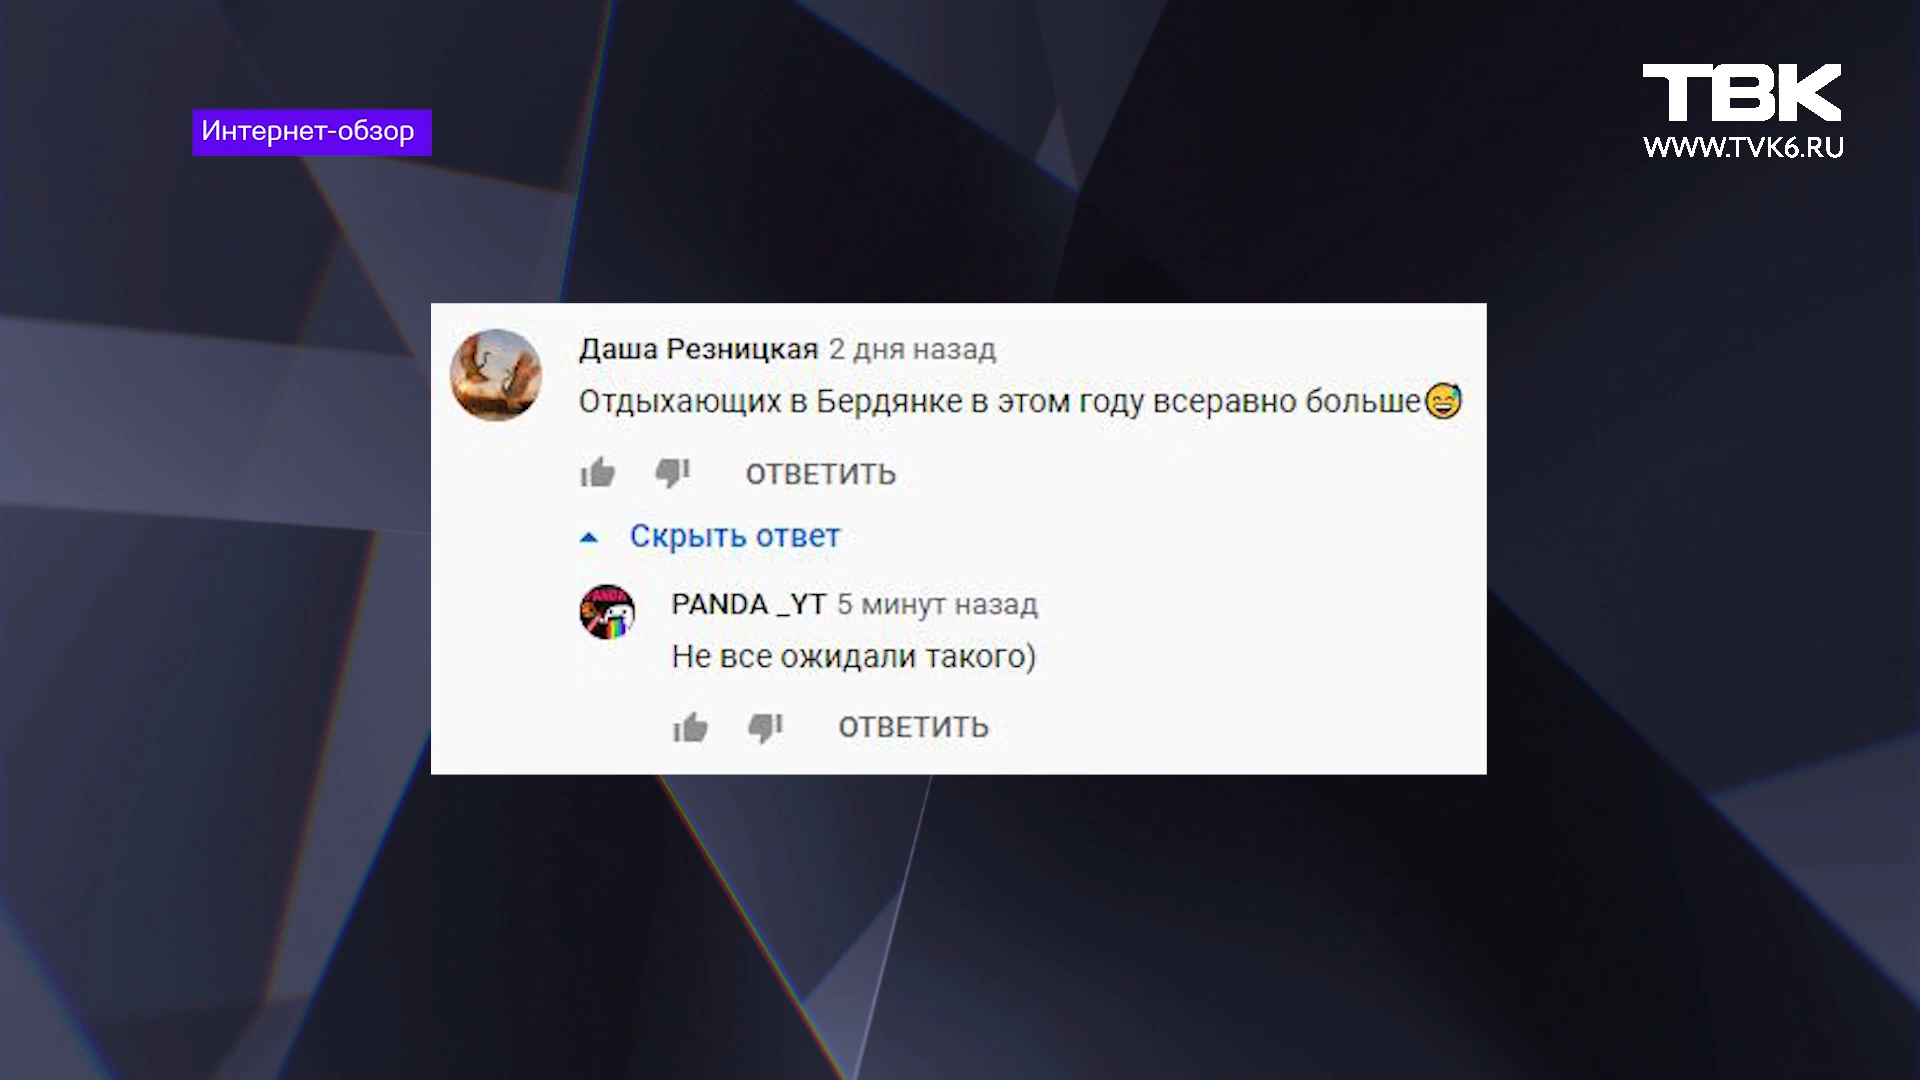 Интернет-обзор
ТВК
WWW.TVK6.RU
Даша Резницкая 2 дня назад
Отдыхающих в Бердянке в этом году всеравно больше😅
ОТВЕТИТЬ
Скрыть ответ
PANDA
PANDA _YT 5 минут назад
Не все ожидали такого)
ОТВЕТИТЬ